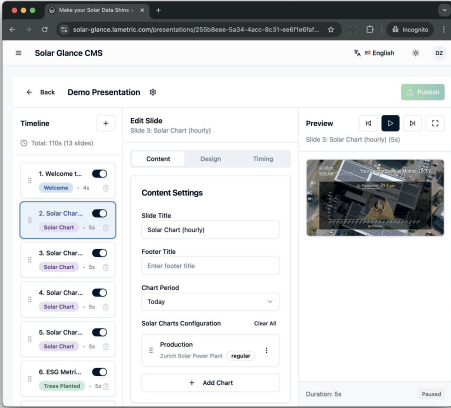 Make your Solar Data Shine
solar-glance.lametric.com/presentations/255b8eee-5a34-4acc-8c31-ee6f1e6faf...
Incognito
Solar Glance CMS
English
DZ
Back
Demo Presentation
Publish
Timeline
Total: 110s (13 slides)
1. Welcome t...
Welcome • 4s
2. Solar Char...
Solar Chart • 5s
3. Solar Char...
Solar Chart • 5s
4. Solar Char...
Solar Chart • 5s
5. Solar Char...
Solar Chart • 5s
6. ESG Metri...
Trees Planted • 5s
Edit Slide
Slide 3: Solar Chart (hourly)
Content
Design
Timing
Content Settings
Slide Title
Solar Chart (hourly)
Footer Title
Enter footer title
Chart Period
Today
Solar Charts Configuration
Clear All
Production
Zurich Solar Power Plant
regular
+ Add Chart
Preview
Slide 3: Solar Chart (hourly) (5s)
SOLAR
Duration: 5s
Paused